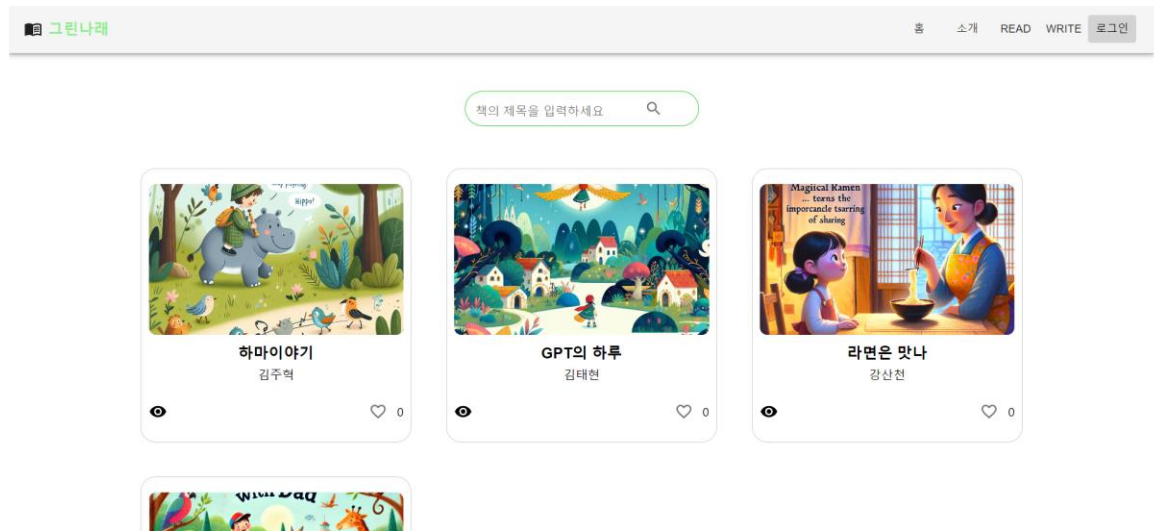 그린나래
홈 소개 READ WRITE 로그인
책의 제목을 입력하세요
Hippo!
Magiical Ramen
... terns the
imporcancle tsarring
of sharing
하마이야기
김주혁
0
GPT의 하루
김태현
0
라면은 맛나
강산천
0
With Dad